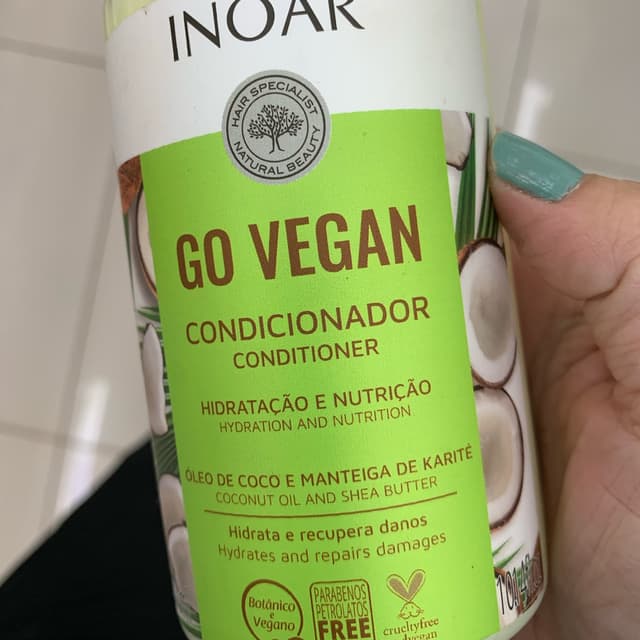 INOAR
HAIR SPECIALIST
NATURAL BEAUTY
GO VEGAN
CONDICIONADOR
CONDITIONER
HIDRATAÇÃO E NUTRIÇÃO
HYDRATION AND NUTRITION
ÓLEO DE COCO E MANTEIGA DE KARITÉ
COCONUT OIL AND SHEA BUTTER
Hidrata e recupera danos
Hydrates and repairs damages
Botânico
e
Vegano
PARABENOS
PETROLATOS
FREE
crueltyfree